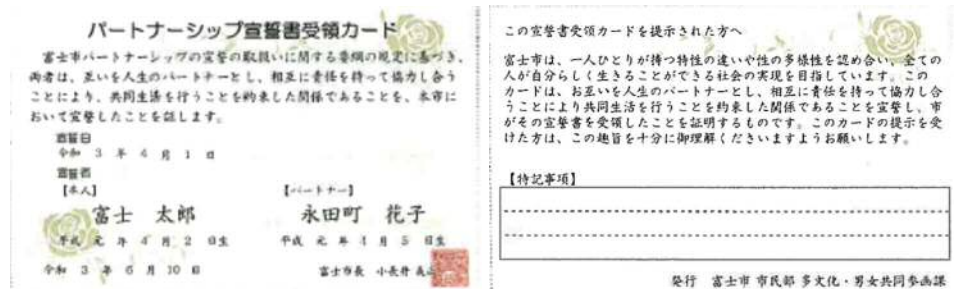 パートナーシップ宣誓書受領カード
富士市パートナーシップの宣誓の取扱いに関する要綱の規定に基づき、
両者は、互いを人生のパートナーとし、相互に責任を持って協力し合う
ことにより、共同生活を行うことを約束した関係であることを、本市に
おいて宣誓したことを証します。
宣誓日
令和 3 年 4 月 1 日
宣誓者
【本人】 【パートナー】
富士 太郎 永田町 花子
平成 元 年 4 月 2 日生 平成 元 年 1 月 5 日生
令和 3 年 6 月 10 日 富士市長 小長井 義
この宣誓書受領カードを提示された方へ
富士市は、一人ひとりが持つ特性の違いや性の多様性を認め合い、全ての
人が自分らしく生きることができる社会の実現を目指しています。この
カードは、お互いを人生のパートナーとし、相互に責任を持って協力し合
うことにより共同生活を行うことを約束した関係であることを宣誓し、市
がその宣誓書を受領したことを証明するものです。このカードの提示を受
けた方は、この趣旨を十分に御理解くださいますようお願いします。
【特記事項】
発行 富士市 市民部 多文化・男女共同参画課